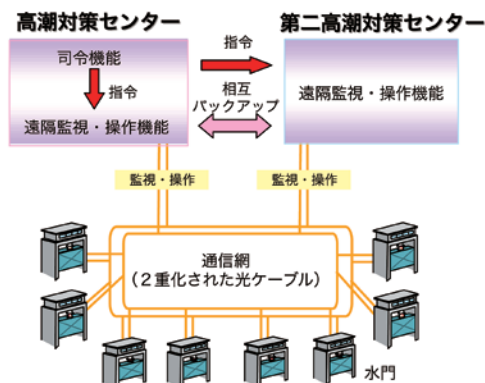 高潮対策センター
第二高潮対策センター
司令機能
指令
遠隔監視・操作機能
指令
相互
バックアップ
遠隔監視・操作機能
監視・操作
監視・操作
通信網
（２重化された光ケーブル）
水門